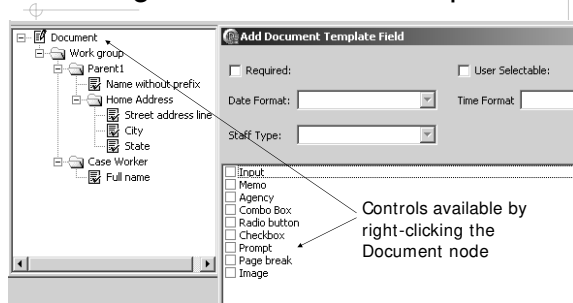 Document
Work group
Parent1
Name without prefix
Home Address
Street address line
City
State
Case Worker
Full name
Add Document Template Field
Required:
User Selectable:
Date Format:
Time Format
Staff Type:
Input
Memo
Agency
Combo Box
Radio button
Checkbox
Prompt
Page break
Image
Controls available by
right-clicking the
Document node